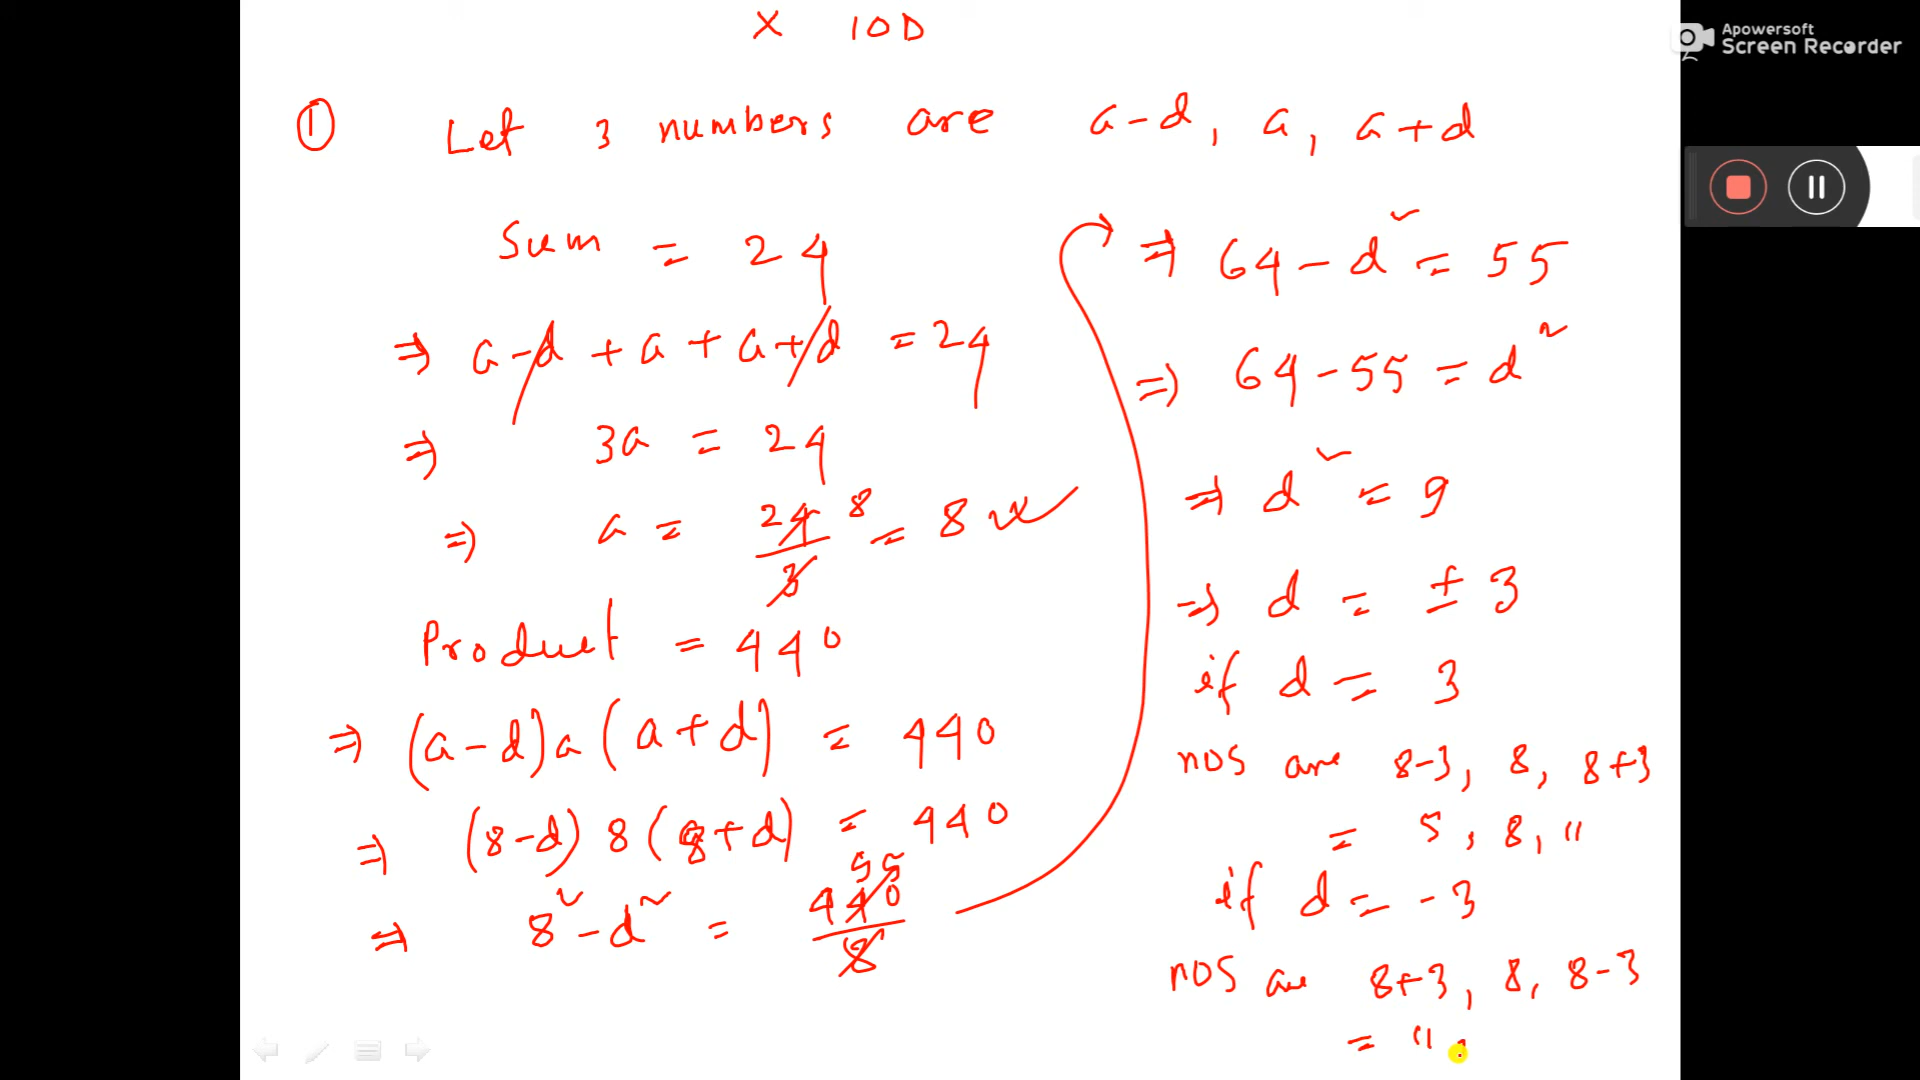 X 10D
① Let 3 numbers are a-d, a, a+d
Sum = 24
⇒ a-d + a + a+d = 24
⇒ 3a = 24
⇒ a = 24/3 8 = 8
Product = 440
⇒ (a-d)a(a+d) = 440
⇒ (8-d) 8 (8+d) = 440
⇒ 8² - d² = 440/8 55
⇒ 64 - d² = 55
⇒ 64 - 55 = d²
⇒ d² = 9
⇒ d = ± 3
if d = 3
nos are 8-3, 8, 8+3
= 5, 8, 11
if d = -3
nos are 8+3, 8, 8-3
= 11,
Apowersoft
Screen Recorder